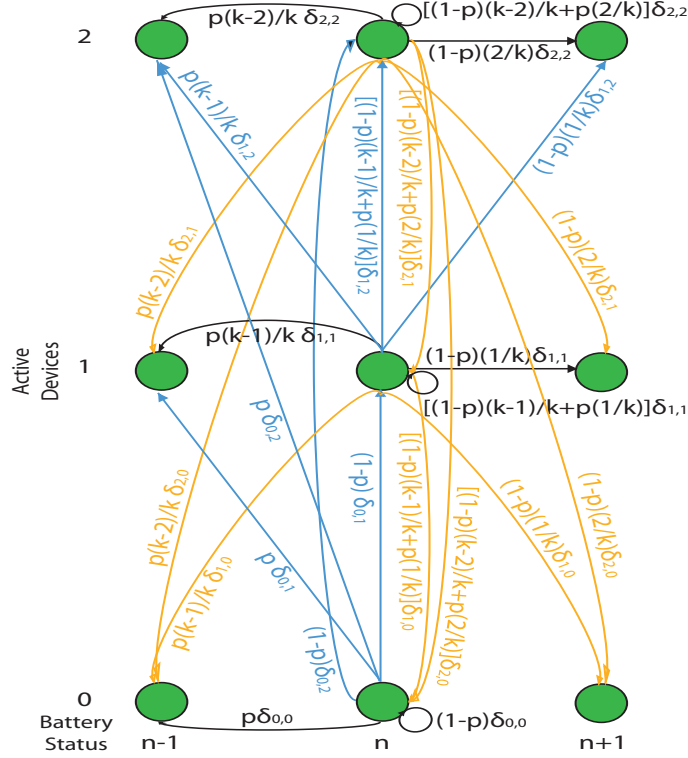 p(k-2)/k δ2,2
[(1-p)(k-2)/k+p(2/k)]δ2,2
2
(1-p)(2/k)δ2,2
p(k-1)/k δ1,2
[(1-p)(k-1)/k+p(1/k)]δ1,2
[(1-p)(k-2)/k+p(2/k)]δ2,1
(1-p)(1/k)δ1,2
p(k-2)/k δ2,1
(1-p)(2/k)δ2,1
p(k-1)/k δ1,1
(1-p)(1/k)δ1,1
Active
Devices
1
[(1-p)(k-1)/k+p(1/k)]δ1,1
p δ0,2
p(k-2)/k δ2,0
p(k-1)/k δ1,0
p δ0,1
(1-p) δ0,1
(1-p)δ0,2
[(1-p)(k-1)/k+p(1/k)]δ1,0
[(1-p)(k-2)/k+p(2/k)]δ2,0
(1-p)(1/k)δ1,0
(1-p)(2/k)δ2,0
0
pδ0,0
(1-p)δ0,0
Battery
Status
n-1
n
n+1